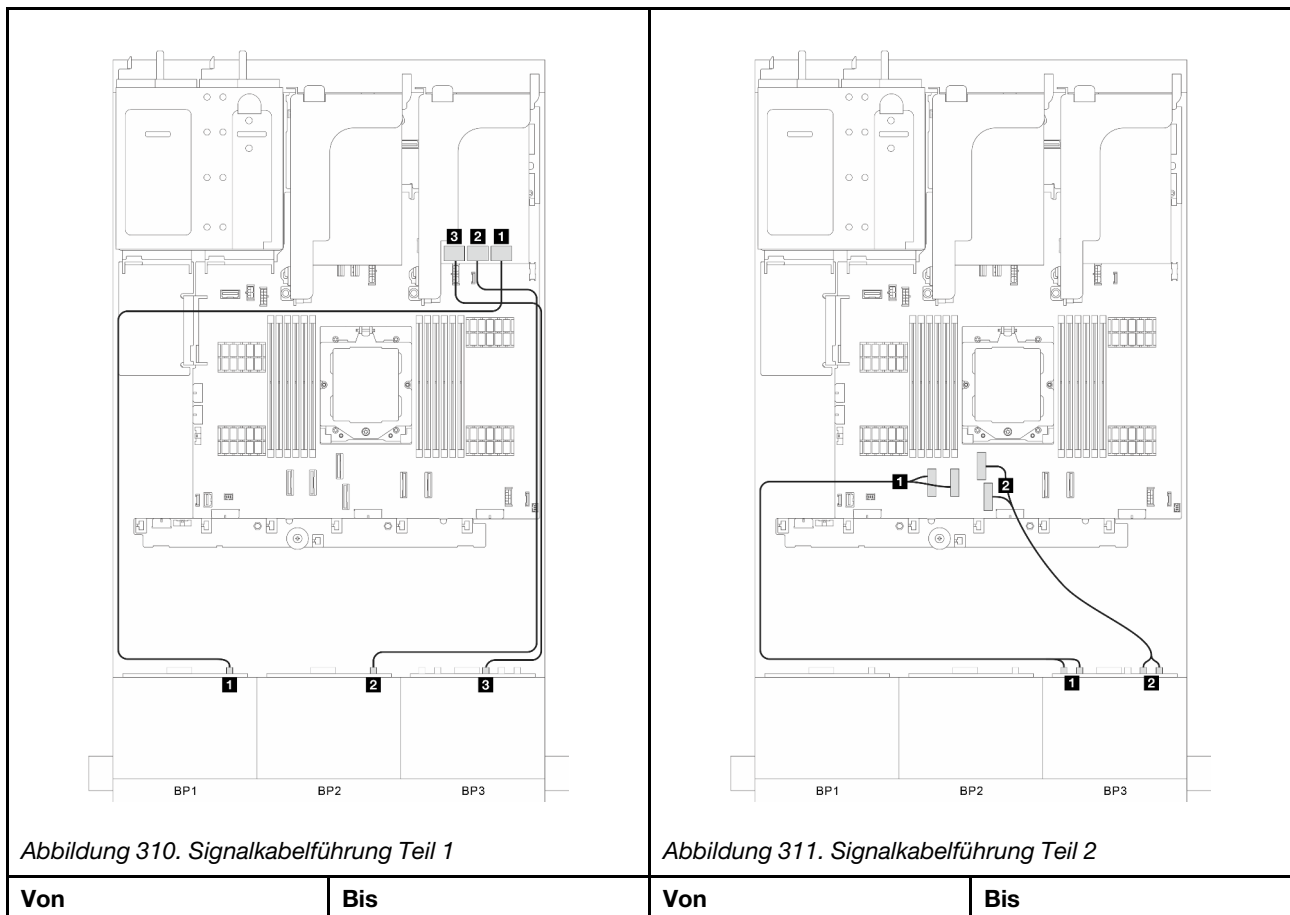 3 2 1
1 2 3
BP1 BP2 BP3
Abbildung 310. Signalkabelführung Teil 1
1 2
1 2
BP1 BP2 BP3
Abbildung 311. Signalkabelführung Teil 2
Von Bis Von Bis